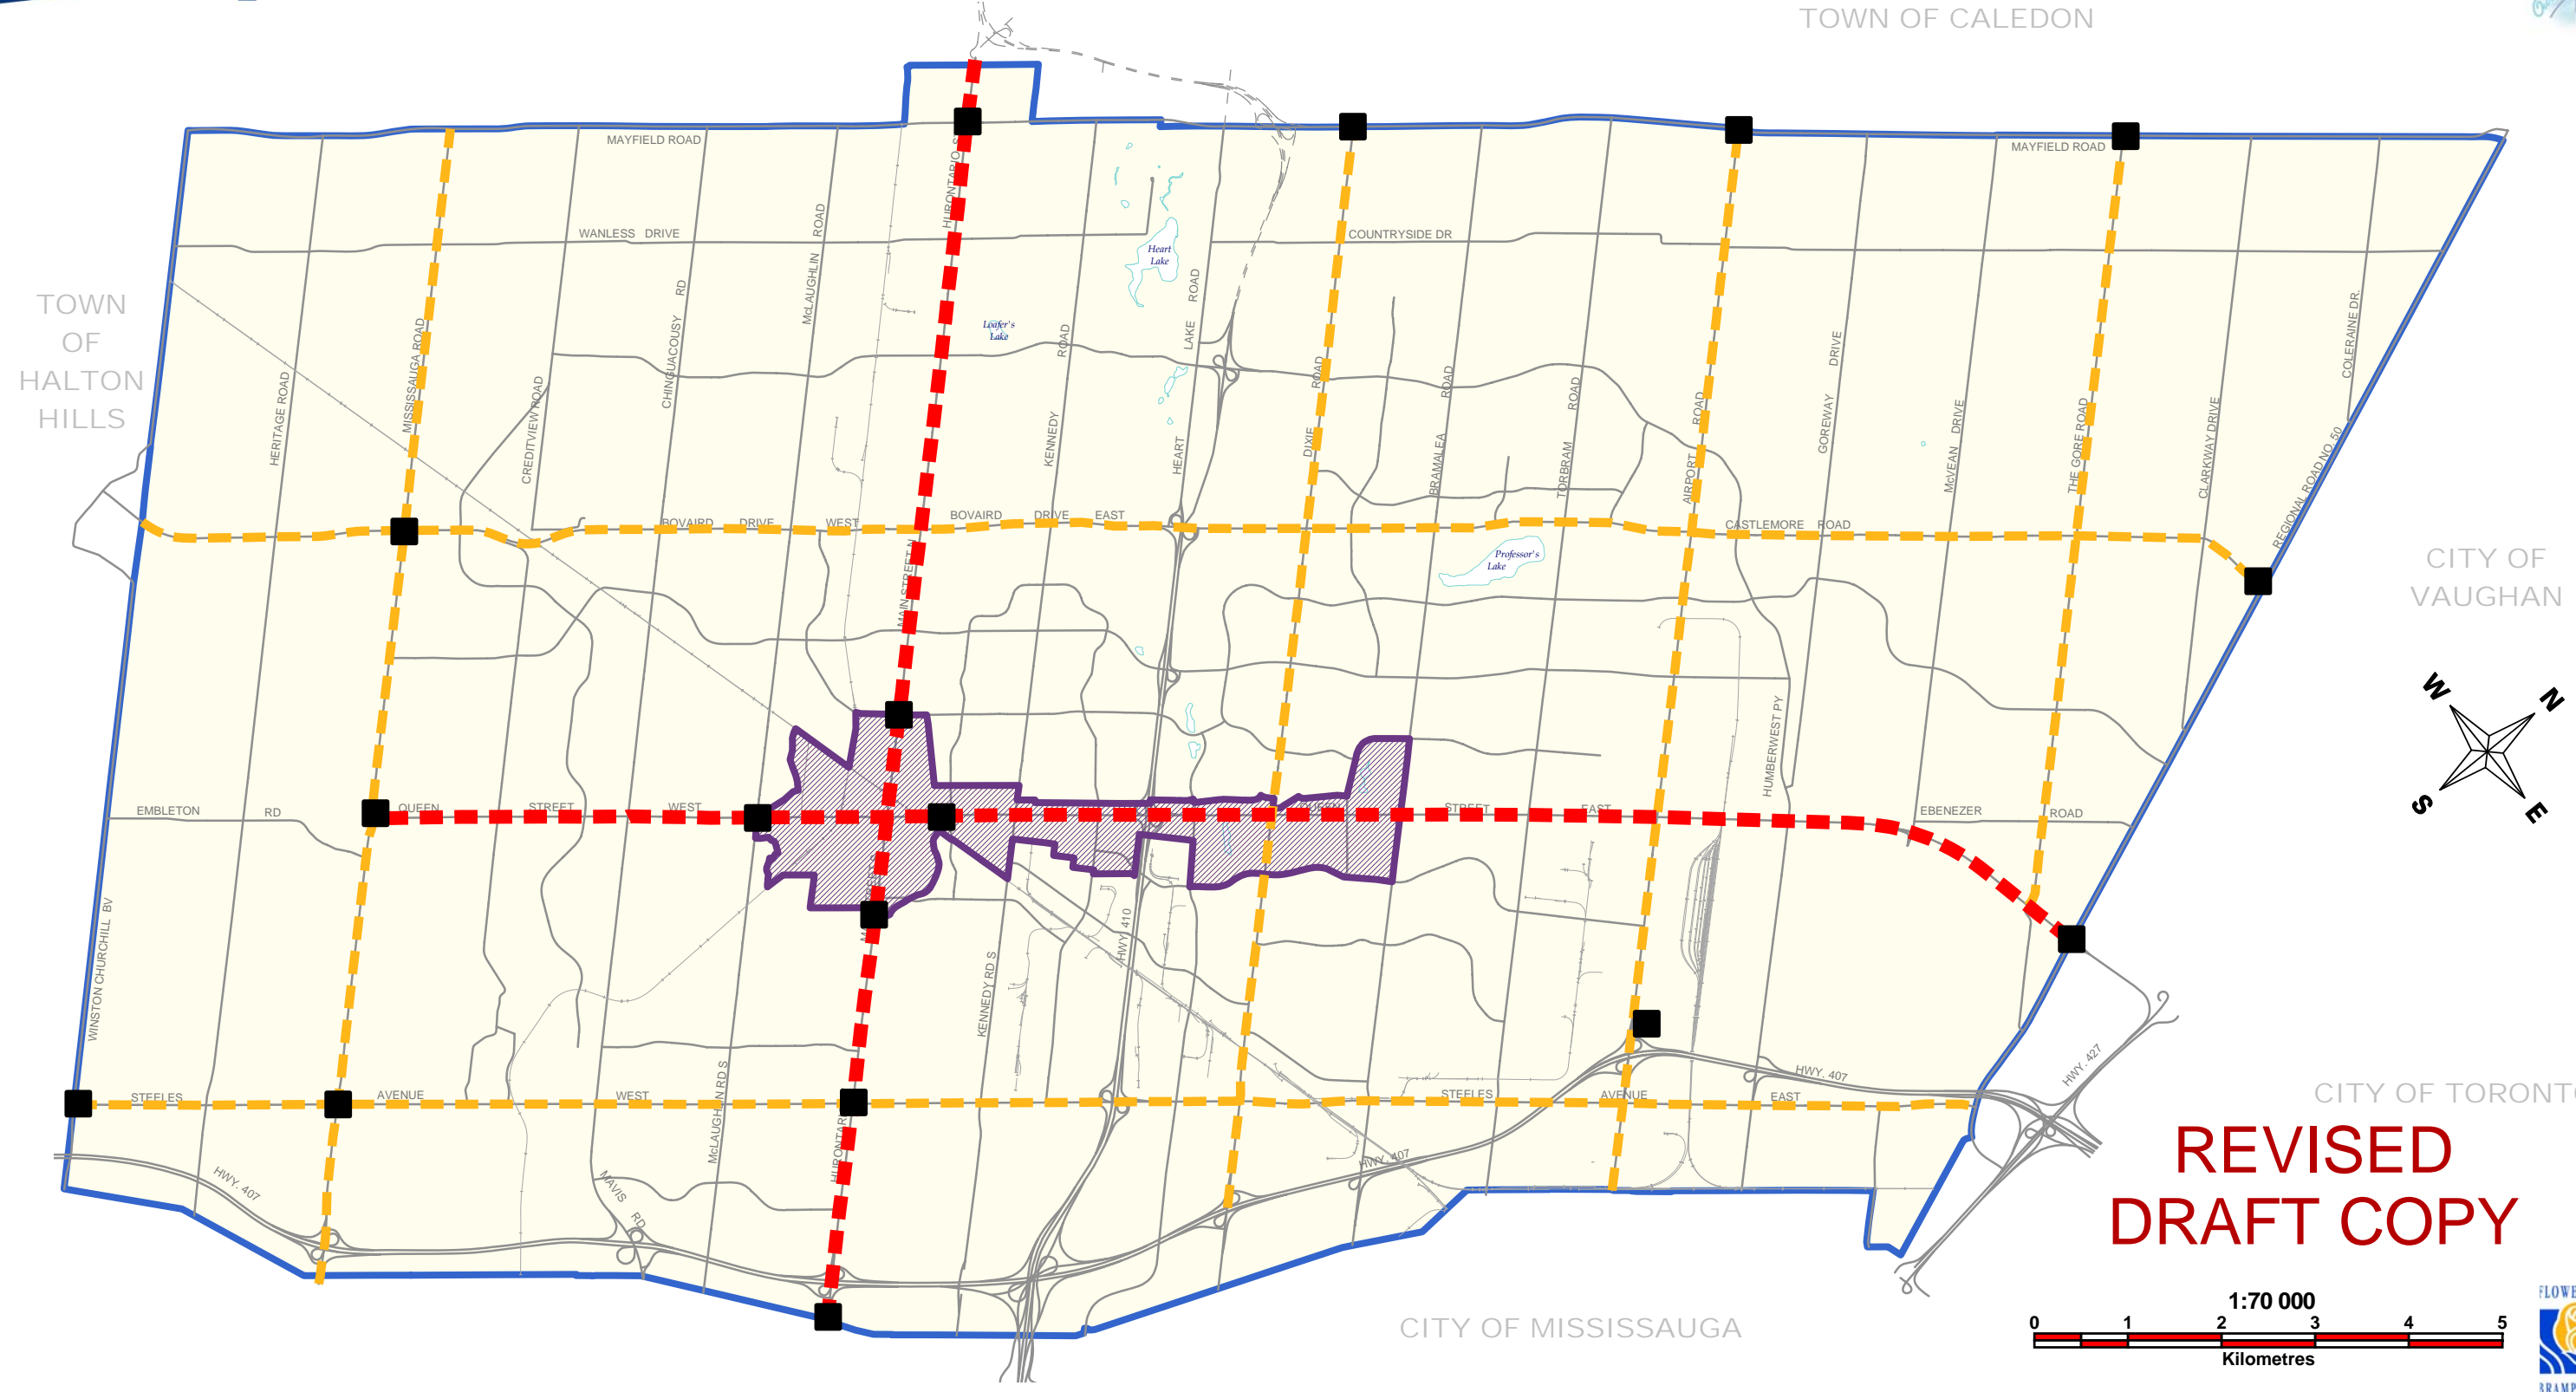 TOWN OF CALEDON
MAYFIELD ROAD
MAYFIELD ROAD
HURONTARIO
WANLESS DRIVE
COUNTRYSIDE DR
McLAUGHLIN ROAD
Heart
Lake
Loafer's
Lake
TOWN
OF
HALTON
HILLS
HERITAGE ROAD
MISSISSAUGA ROAD
CREDITVIEW ROAD
CHINGUACOUSY RD
KENNEDY ROAD
HEART LAKE ROAD
DIXIE ROAD
BRAMALEA ROAD
TORBRAM ROAD
AIRPORT ROAD
GOREWAY DRIVE
McVEAN DRIVE
THE GORE ROAD
CLARKWAY DRIVE
COLERAINE DR.
REGIONAL ROAD NO. 50
BOVAIRD DRIVE WEST
BOVAIRD DRIVE EAST
CASTLEMORE ROAD
MAIN STREET N
Professor's
Lake
CITY OF
VAUGHAN
W
N
S
E
HUMBERWEST PY
EMBLETON RD
QUEEN STREET WEST
QUEEN STREET EAST
EBENEZER ROAD
WINSTON CHURCHILL BV
KENNEDY RD S
HWY. 410
McLAUGHLIN RD S
STEELES AVENUE WEST
STEELES AVENUE EAST
HWY. 407
HWY. 427
CITY OF TORONTO
HURONTARIO
HWY. 407
HWY. 407
MAVIS RD
REVISED
DRAFT COPY
CITY OF MISSISSAUGA
1:70 000
0 1 2 3 4 5
Kilometres